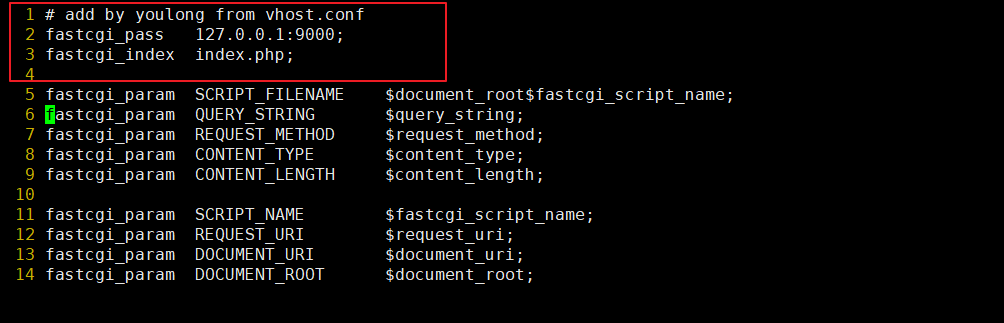 1 # add by youlong from vhost.conf
2 fastcgi_pass   127.0.0.1:9000;
3 fastcgi_index  index.php;
4
5 fastcgi_param  SCRIPT_FILENAME    $document_root$fastcgi_script_name;
6 fastcgi_param  QUERY_STRING       $query_string;
7 fastcgi_param  REQUEST_METHOD     $request_method;
8 fastcgi_param  CONTENT_TYPE       $content_type;
9 fastcgi_param  CONTENT_LENGTH     $content_length;
10
11 fastcgi_param  SCRIPT_NAME        $fastcgi_script_name;
12 fastcgi_param  REQUEST_URI        $request_uri;
13 fastcgi_param  DOCUMENT_URI       $document_uri;
14 fastcgi_param  DOCUMENT_ROOT      $document_root;